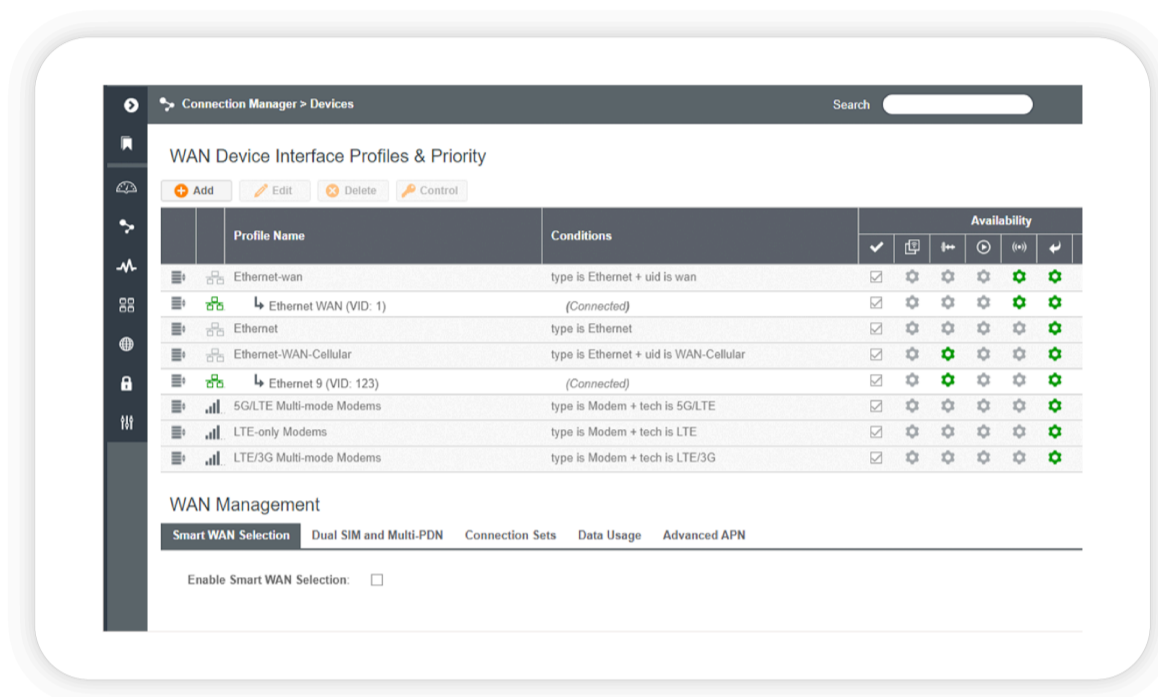 Connection Manager > Devices
Search
WAN Device Interface Profiles & Priority
Add Edit Delete Control
Availability
Profile Name Conditions
Ethernet-wan type is Ethernet + uid is wan
Ethernet WAN (VID: 1) (Connected)
Ethernet type is Ethernet
Ethernet-WAN-Cellular type is Ethernet + uid is WAN-Cellular
Ethernet 9 (VID: 123) (Connected)
5G/LTE Multi-mode Modems type is Modem + tech is 5G/LTE
LTE-only Modems type is Modem + tech is LTE
LTE/3G Multi-mode Modems type is Modem + tech is LTE/3G
WAN Management
Smart WAN Selection Dual SIM and Multi-PDN Connection Sets Data Usage Advanced APN
Enable Smart WAN Selection: